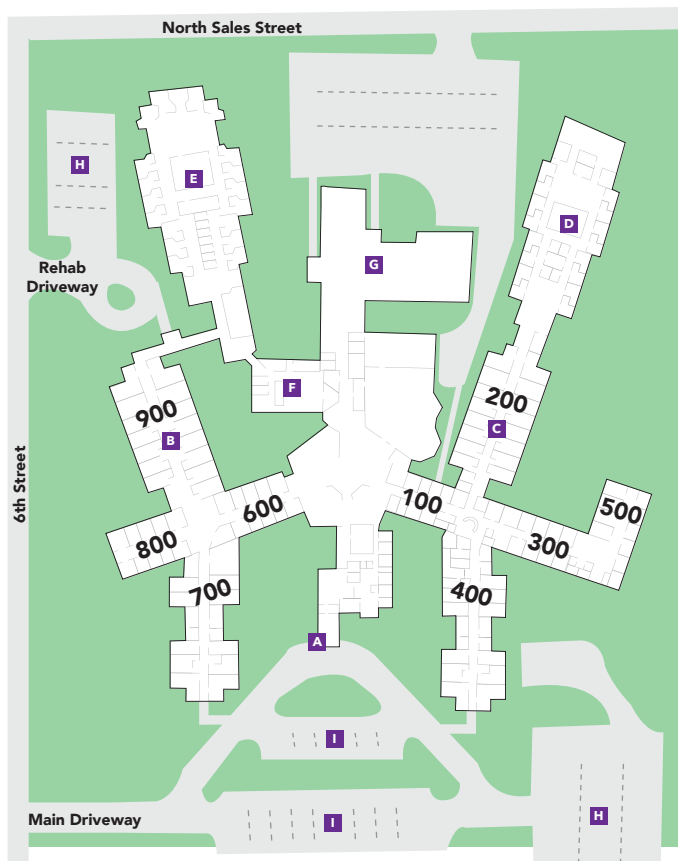 North Sales Street
H
E
D
G
Rehab
Driveway
F
900
B
200
C
6th Street
600
100
500
800
300
700
400
A
I
Main Driveway
I
H